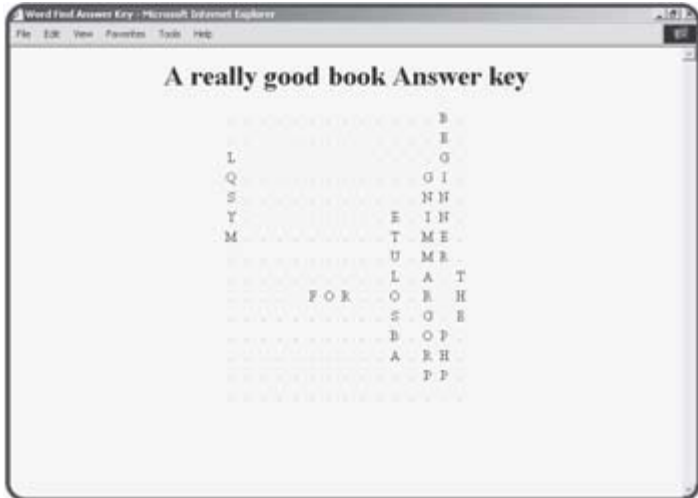 Word Find Answer Key - Microsoft Internet Explorer
File Edit View Favorites Tools Help
A really good book Answer key
B
E
L G
Q G I
S N N
Y E I N
M T M E
U M R
L A T
F O R O R H
S G E
B O P
A R H
P P